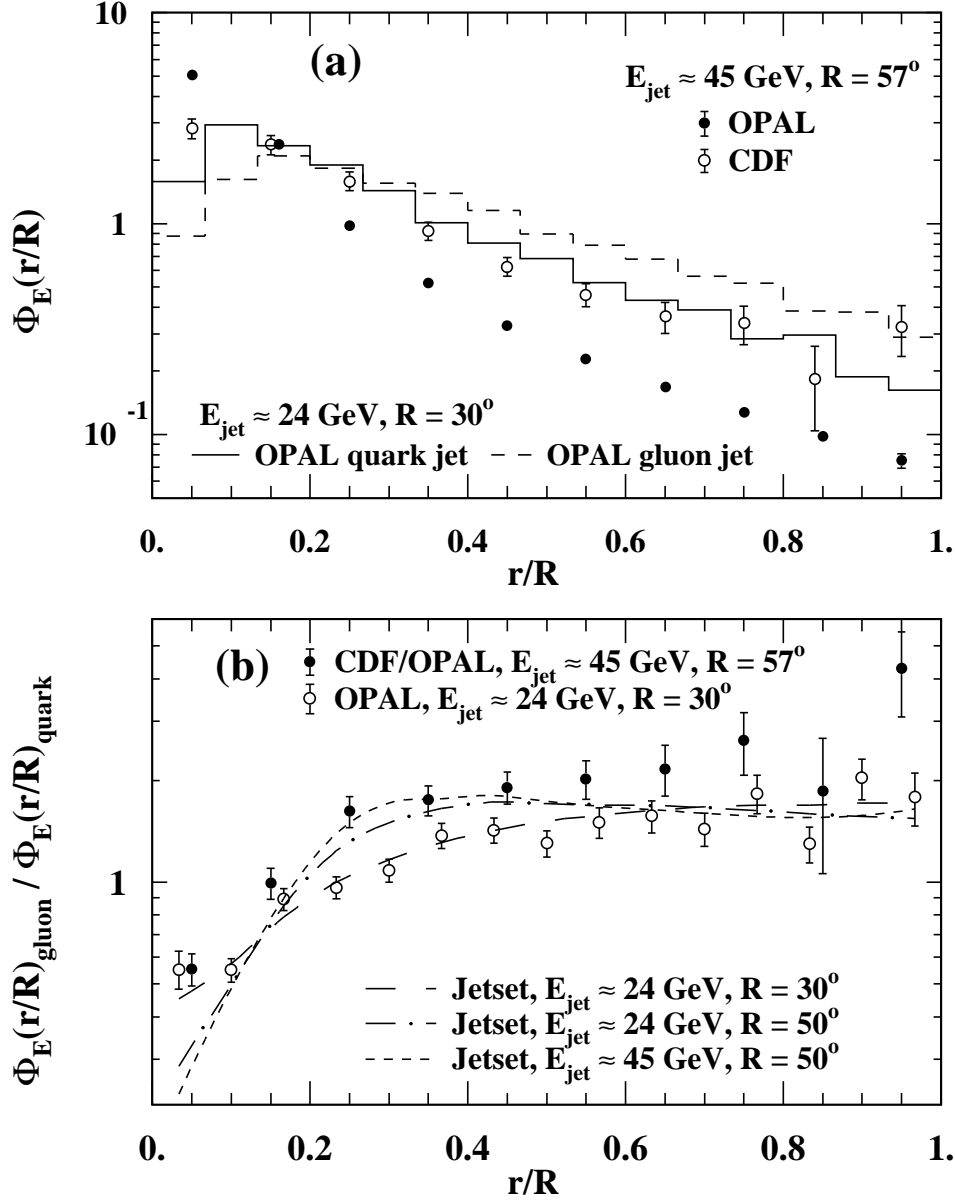 10
(a)
E_jet ≈ 45 GeV, R = 57°
OPAL
CDF
1
Φ_E(r/R)
E_jet ≈ 24 GeV, R = 30°
10^-1
OPAL quark jet
OPAL gluon jet
0. 0.2 0.4 0.6 0.8 1.
r/R
(b)
CDF/OPAL, E_jet ≈ 45 GeV, R = 57°
OPAL, E_jet ≈ 24 GeV, R = 30°
1
Φ_E(r/R)_gluon / Φ_E(r/R)_quark
Jetset, E_jet ≈ 24 GeV, R = 30°
Jetset, E_jet ≈ 24 GeV, R = 50°
Jetset, E_jet ≈ 45 GeV, R = 50°
0. 0.2 0.4 0.6 0.8 1.
r/R